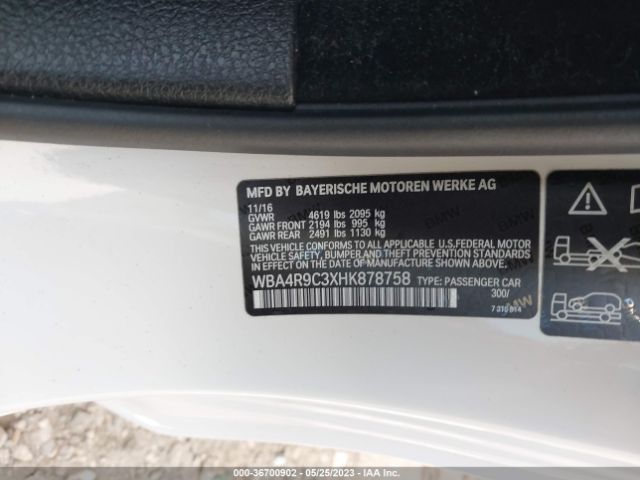 MFD BY BAYERISCHE MOTOREN WERKE AG
11/16
GVWR 4619 lbs 2095 kg
GAWR FRONT 2194 lbs 995 kg
GAWR REAR 2491 lbs 1130 kg
THIS VEHICLE CONFORMS TO ALL APPLICABLE U.S.FEDERAL MOTOR
VEHICLE SAFETY, BUMPER,AND THEFT PREVENTION STANDARDS
IN EFFECT ON THE DATE OF MANUFACTURE SHOWN ABOVE.
WBA4R9C3XHK878758 TYPE: PASSENGER CAR
300/
BMW
000-36700902 - 05/25/2023 - IAA Inc.